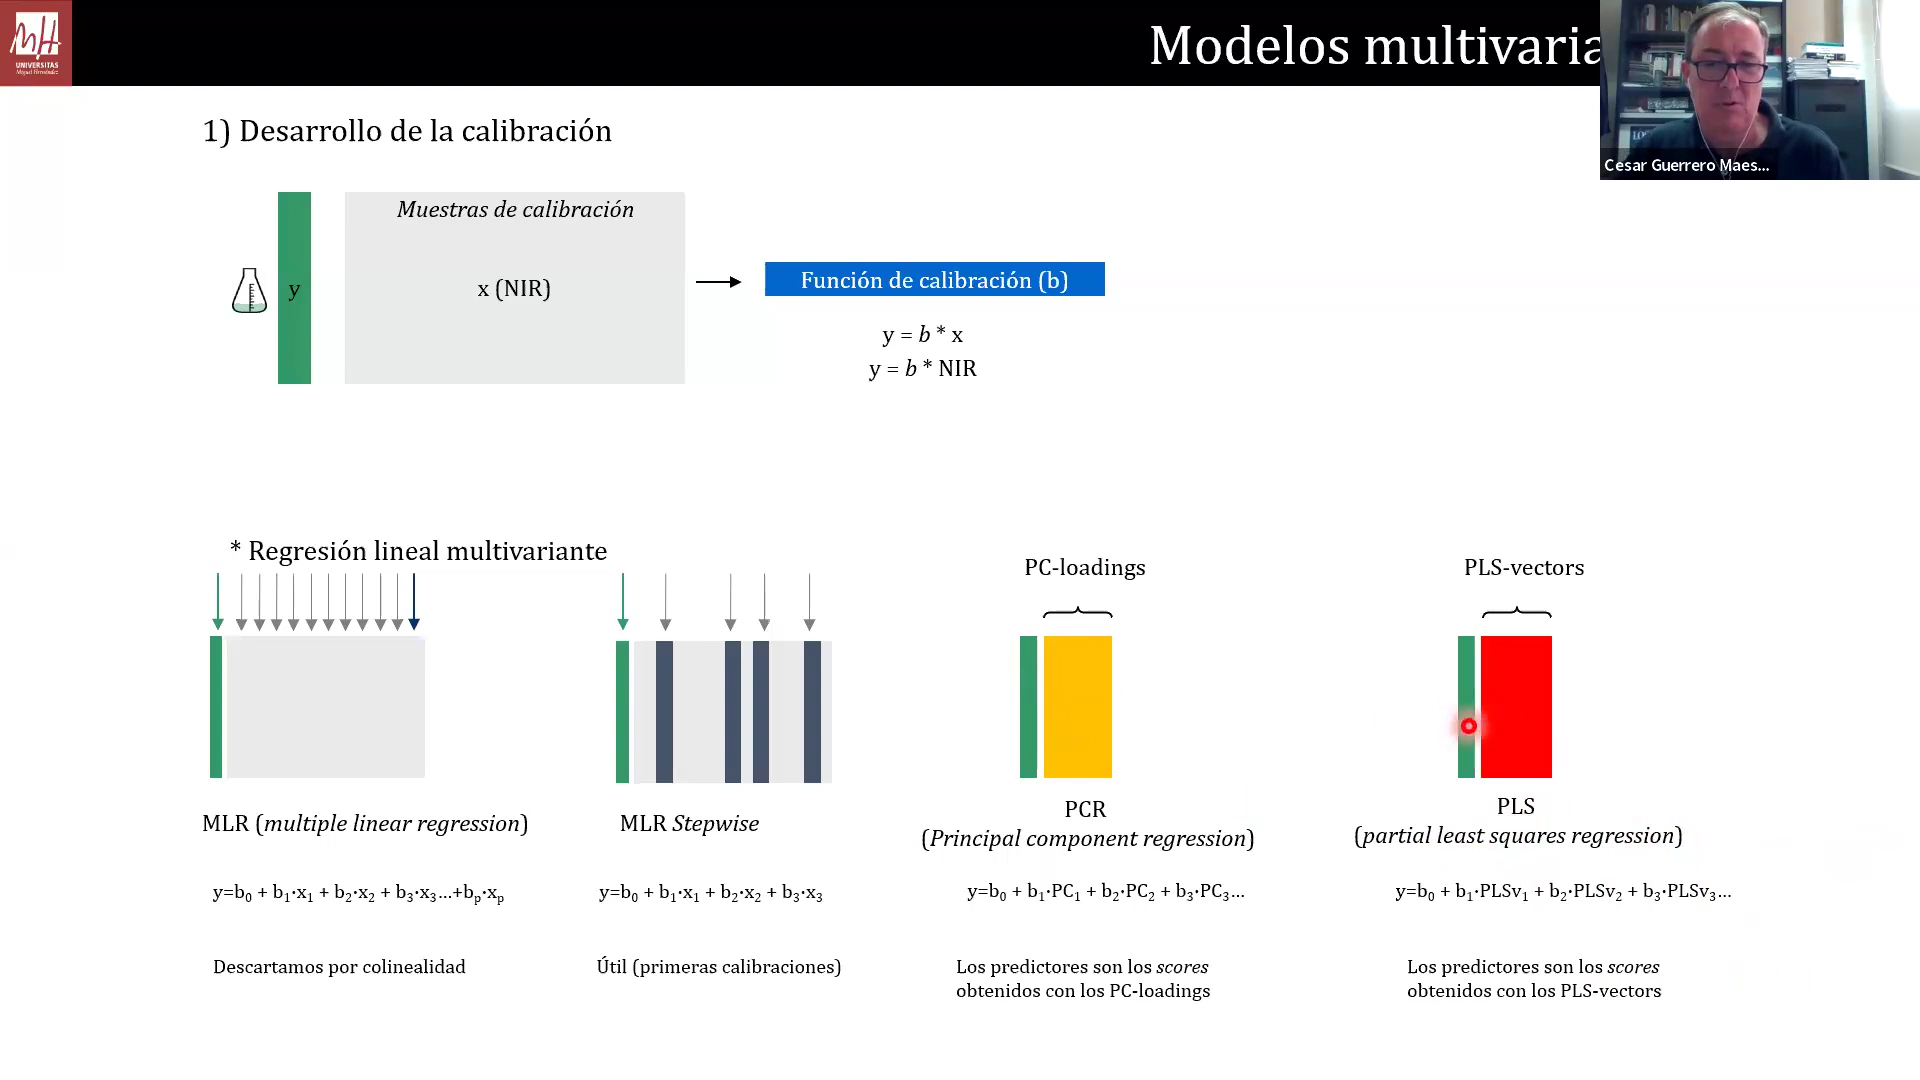 UNIVERSITAS
Miguel Hernández
Modelos multivaria
Cesar Guerrero Maes...
1) Desarrollo de la calibración
Muestras de calibración
y
x (NIR)
Función de calibración (b)
y = b * x
y = b * NIR
* Regresión lineal multivariante
PC-loadings
PLS-vectors
MLR (multiple linear regression)
MLR Stepwise
PCR
(Principal component regression)
PLS
(partial least squares regression)
y=b₀ + b₁·x₁ + b₂·x₂ + b₃·x₃...+bₚ·xₚ
y=b₀ + b₁·x₁ + b₂·x₂ + b₃·x₃
y=b₀ + b₁·PC₁ + b₂·PC₂ + b₃·PC₃...
y=b₀ + b₁·PLSv₁ + b₂·PLSv₂ + b₃·PLSv₃...
Descartamos por colinealidad
Útil (primeras calibraciones)
Los predictores son los scores
obtenidos con los PC-loadings
Los predictores son los scores
obtenidos con los PLS-vectors